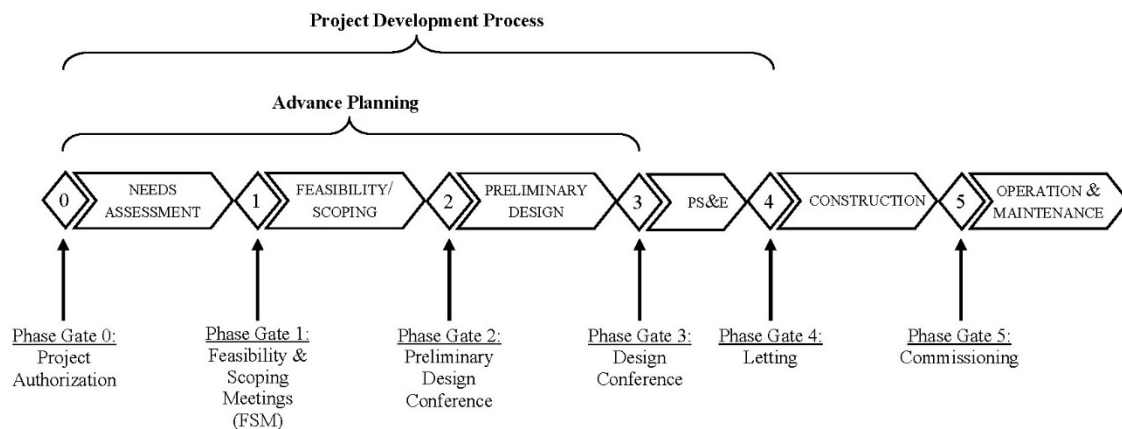 Project Development Process
Advance Planning
0
NEEDS
ASSESSMENT
1
FEASIBILITY/
SCOPING
2
PRELIMINARY
DESIGN
3
PS&E
4
CONSTRUCTION
5
OPERATION &
MAINTENANCE
Phase Gate 0:
Project
Authorization
Phase Gate 1:
Feasibility &
Scoping
Meetings
(FSM)
Phase Gate 2:
Preliminary
Design
Conference
Phase Gate 3:
Design
Conference
Phase Gate 4:
Letting
Phase Gate 5:
Commissioning